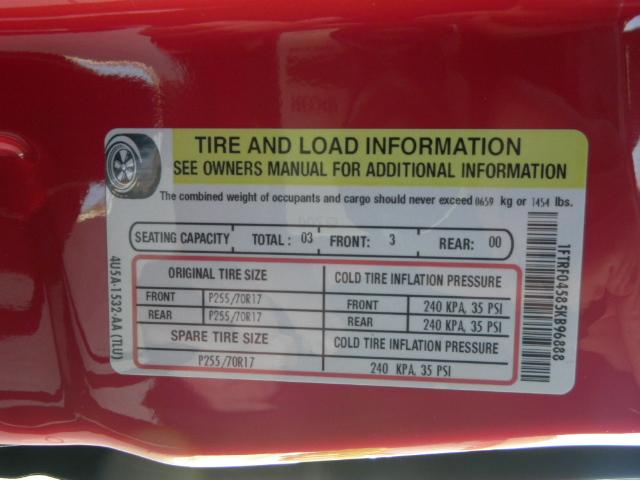 TIRE AND LOAD INFORMATION
SEE OWNERS MANUAL FOR ADDITIONAL INFORMATION
The combined weight of occupants and cargo should never exceed 0659 kg or 1454 lbs.
SEATING CAPACITY TOTAL : 03 FRONT: 3 REAR: 00
ORIGINAL TIRE SIZE COLD TIRE INFLATION PRESSURE
FRONT P255/70R17 FRONT 240 KPA, 35 PSI
REAR P255/70R17 REAR 240 KPA, 35 PSI
SPARE TIRE SIZE COLD TIRE INFLATION PRESSURE
P255/70R17 240 KPA, 35 PSI
4U5A-1532-AA (TLU)
1FTRF04585KB96888